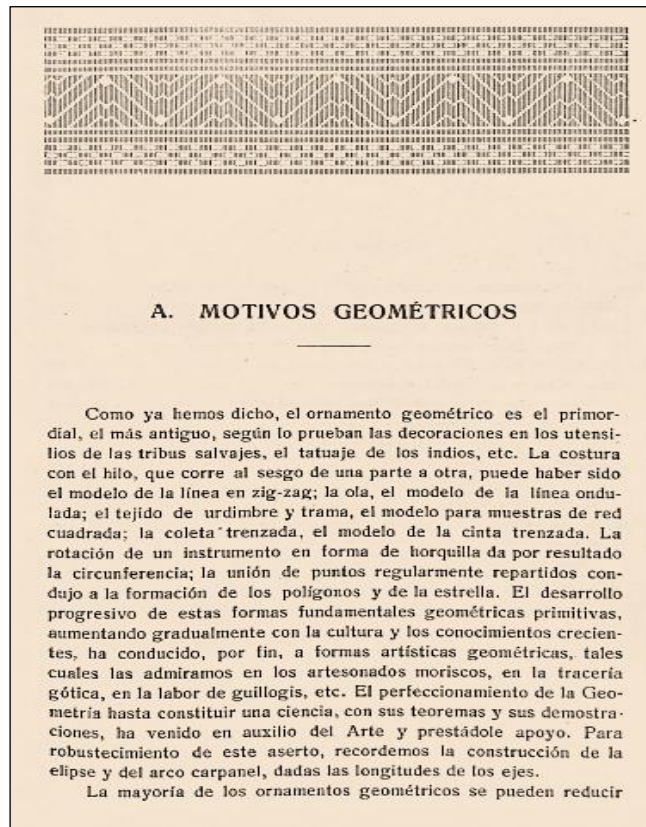 A. MOTIVOS GEOMÉTRICOS
Como ya hemos dicho, el ornamento geométrico es el primor-
dial, el más antiguo, según lo prueban las decoraciones en los utensi-
lios de las tribus salvajes, el tatuaje de los indios, etc. La costura
con el hilo, que corre al sesgo de una parte a otra, puede haber sido
el modelo de la línea en zig-zag; la ola, el modelo de la línea ondu-
lada; el tejido de urdimbre y trama, el modelo para muestras de red
cuadrada; la coleta trenzada, el modelo de la cinta trenzada. La
rotación de un instrumento en forma de horquilla da por resultado
la circunferencia; la unión de puntos regularmente repartidos con-
dujo a la formación de los polígonos y de la estrella. El desarrollo
progresivo de estas formas fundamentales geométricas primitivas,
aumentando gradualmente con la cultura y los conocimientos crecien-
tes, ha conducido, por fin, a formas artísticas geométricas, tales
cuales las admiramos en los artesonados moriscos, en la tracería
gótica, en la labor de guillogis, etc. El perfeccionamiento de la Geo-
metría hasta constituir una ciencia, con sus teoremas y sus demostra-
ciones, ha venido en auxilio del Arte y prestádole apoyo. Para
robustecimiento de este aserto, recordemos la construcción de la
elipse y del arco carpanel, dadas las longitudes de los ejes.
La mayoría de los ornamentos geométricos se pueden reducir